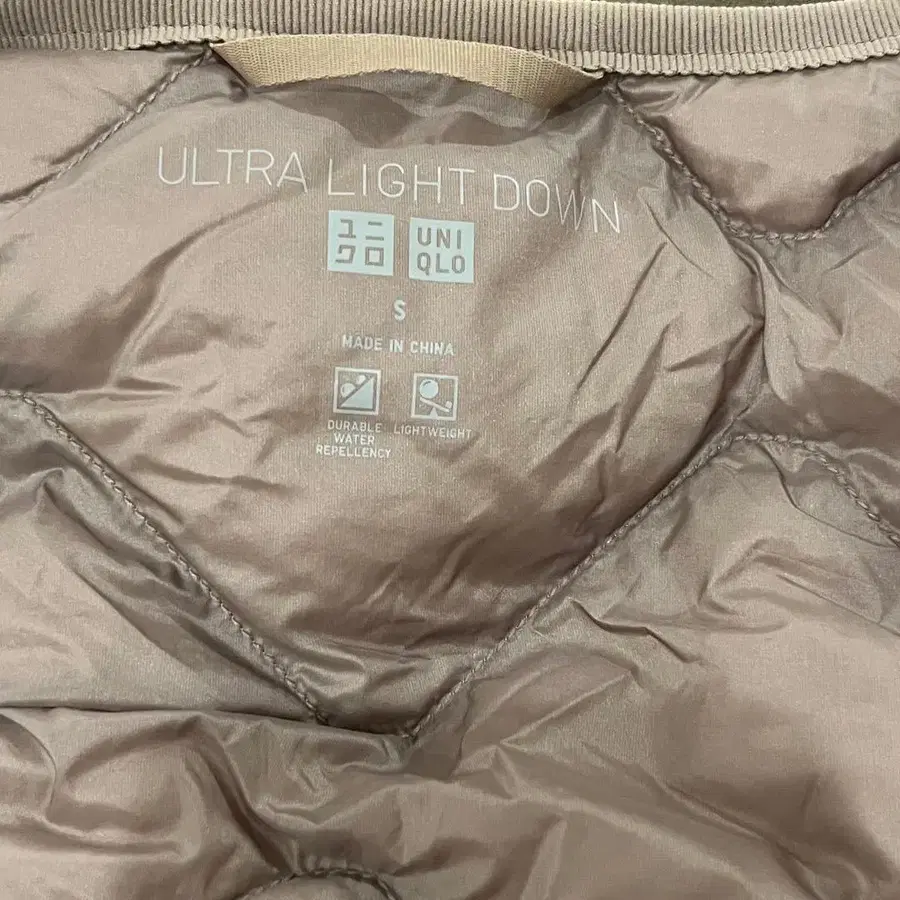 ULTRA LIGHT DOWN
ユニ UNI
クロ QLO
S
MADE IN CHINA
DURABLE LIGHTWEIGHT
WATER
REPELLENCY